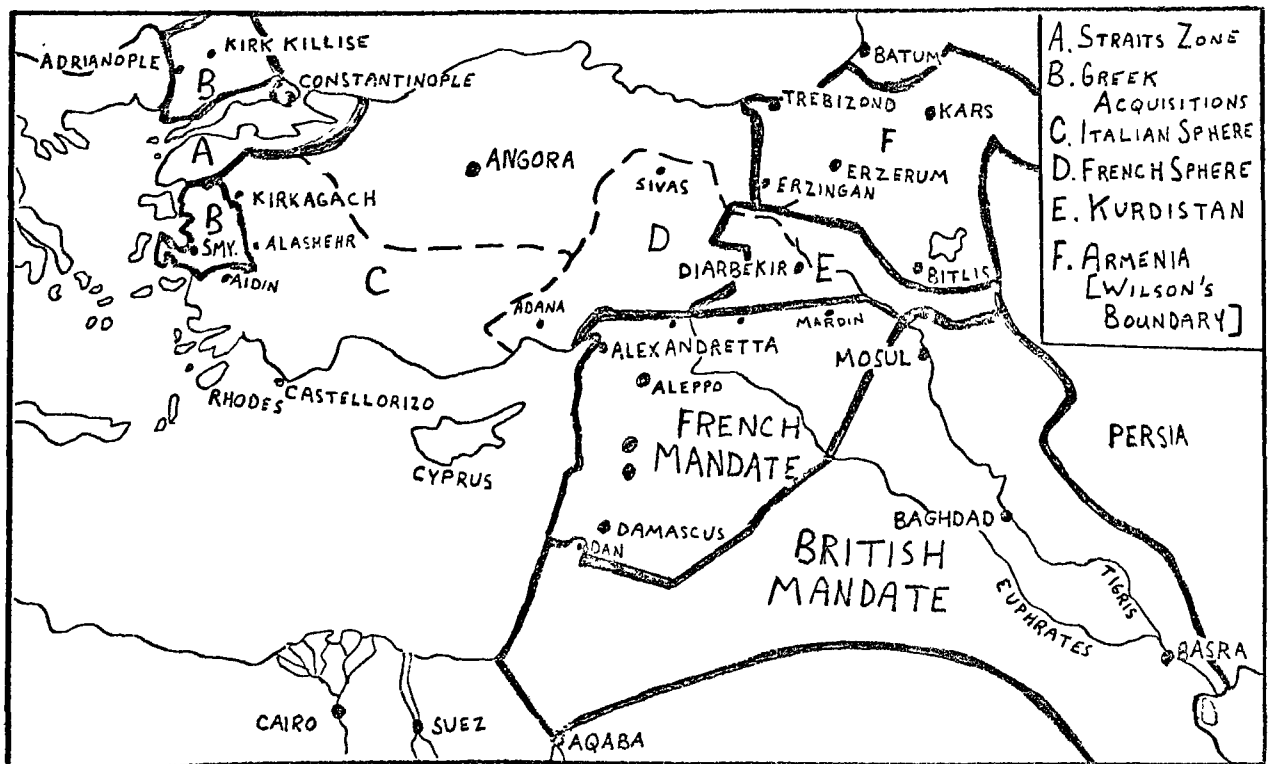 KIRK KILLISE
ADRIANOPLE
B
CONSTANTINOPLE
A
B
KIRKAGACH
SMY.
ALASHEHR
AIDIN
C
ANGORA
SIVAS
D
ADANA
BATUM
TREBIZOND
KARS
F
ERZERUM
ERZINGAN
DIARBEKIR
E
BITLIS
MARDIN
A. STRAITS ZONE
B. GREEK
ACQUISITIONS
C. ITALIAN SPHERE
D. FRENCH SPHERE
E. KURDISTAN
F. ARMENIA
[WILSON'S
BOUNDARY]
ALEXANDRETTA
MOSUL
RHODES
CASTELLORIZO
ALEPPO
CYPRUS
FRENCH
MANDATE
PERSIA
DAMASCUS
DAN
BAGHDAD
BRITISH
MANDATE
EUPHRATES
TIGRIS
BASRA
CAIRO
SUEZ
AQABA